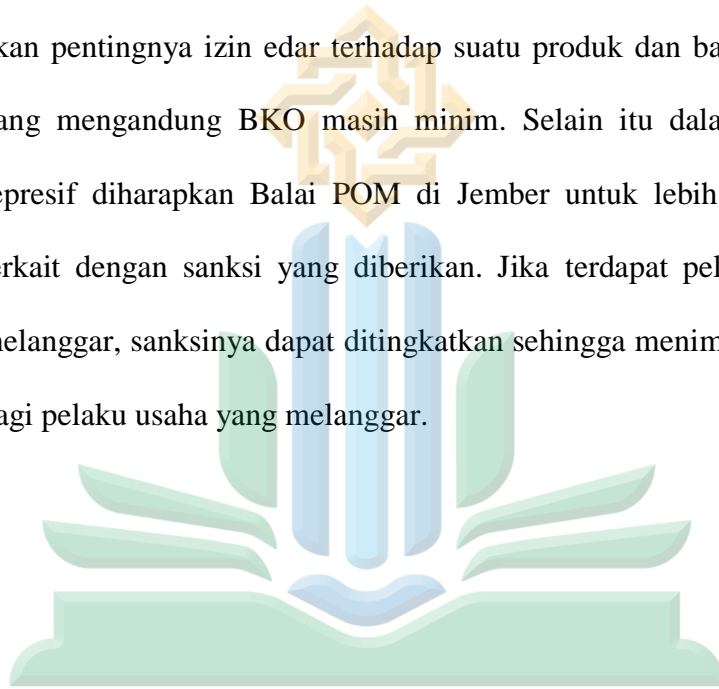 kan pentingnya izin edar terhadap suatu produk dan ba
ang mengandung BKO masih minim. Selain itu dala
epresif diharapkan Balai POM di Jember untuk lebih
erkait dengan sanksi yang diberikan. Jika terdapat pel
nelanggar, sanksinya dapat ditingkatkan sehingga menim
agi pelaku usaha yang melanggar.